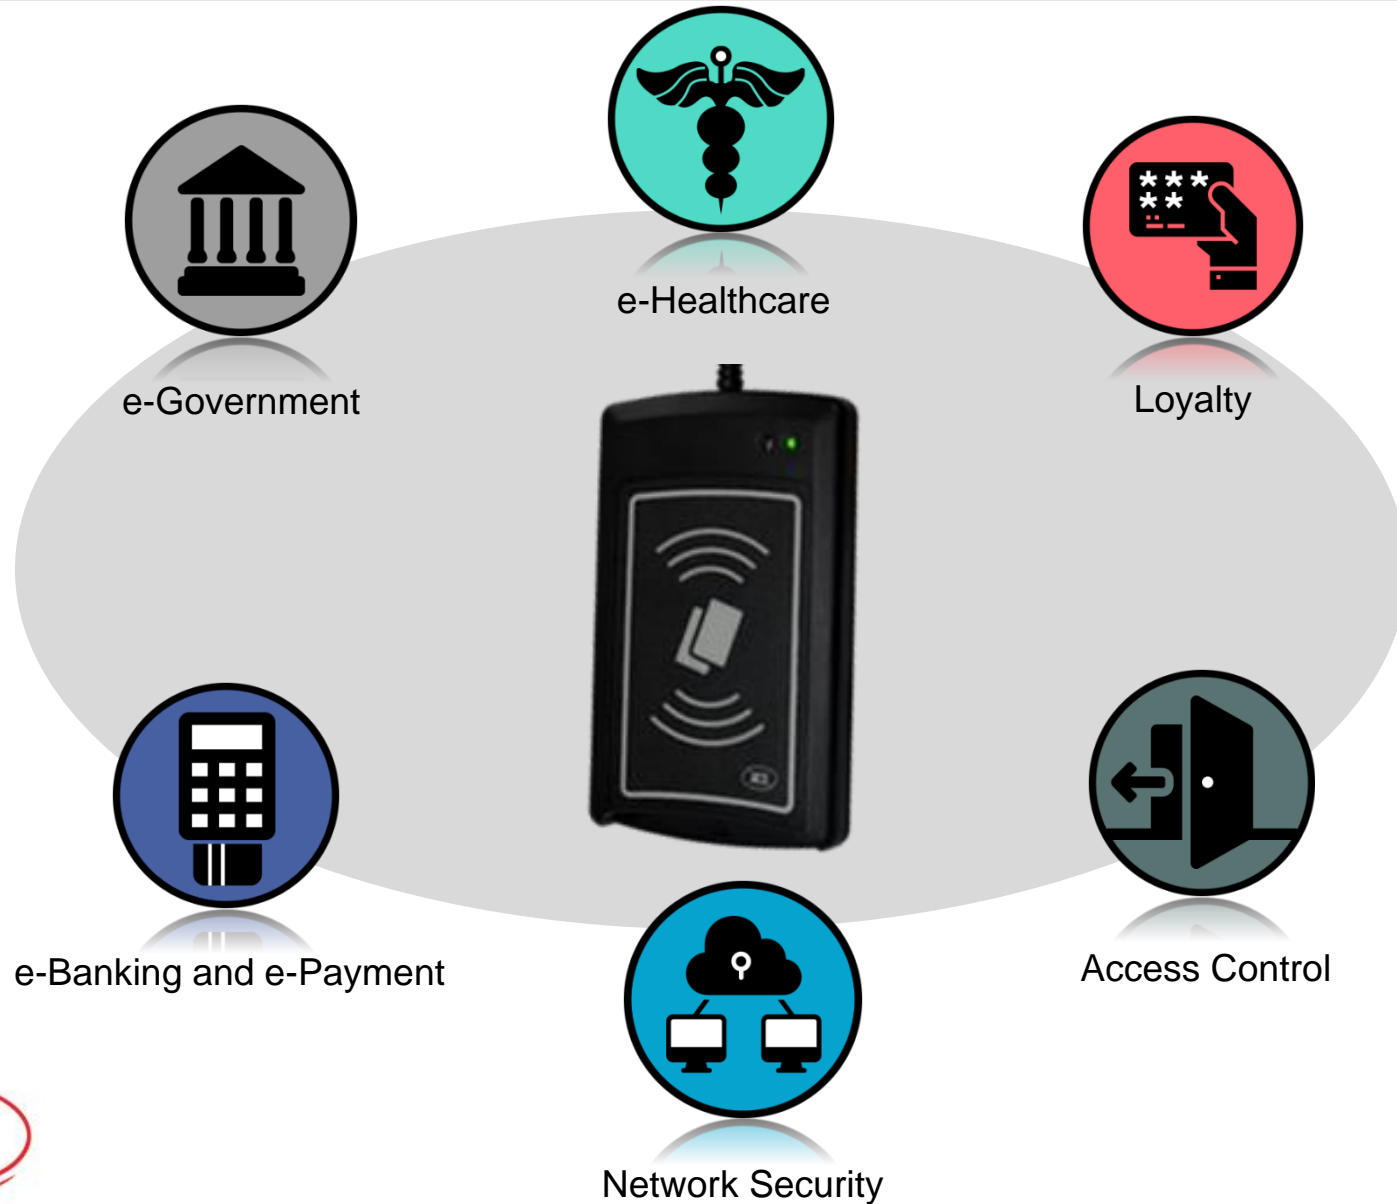 e-Healthcare
e-Government
Loyalty
e-Banking and e-Payment
Access Control
Network Security